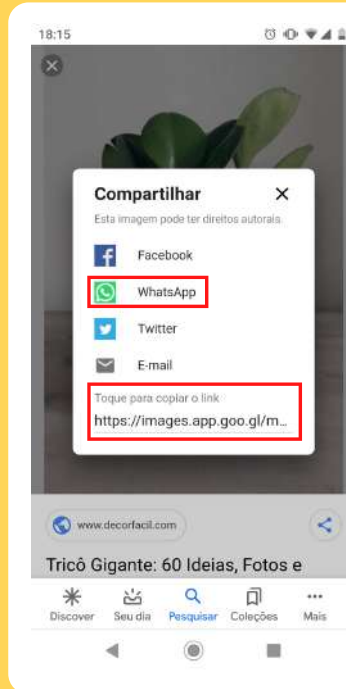 18:15
Compartilhar
Esta imagem pode ter direitos autorais.
Facebook
WhatsApp
Twitter
E-mail
Toque para copiar o link
https://images.app.goo.gl/m...
www.decorfacil.com
Tricô Gigante: 60 Ideias, Fotos e
Discover Seu dia Pesquisar Coleções Mais